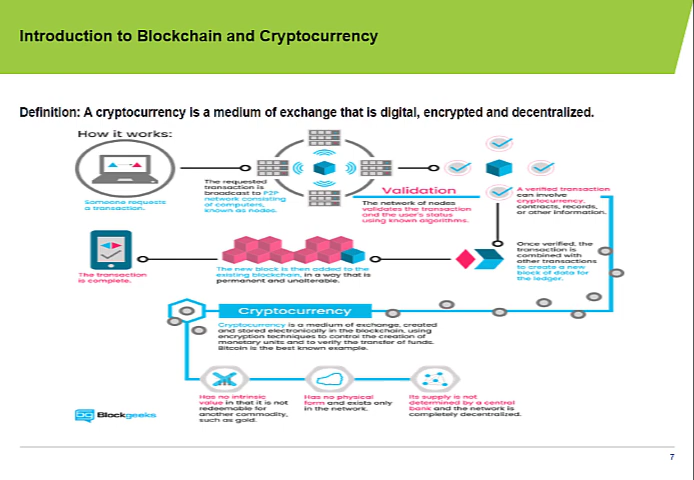 Introduction to Blockchain and Cryptocurrency
Definition: A cryptocurrency is a medium of exchange that is digital, encrypted and decentralized.
How it works:
Someone requests
a transaction.
The requested
transaction is
broadcast to P2P
network consisting
of computers,
known as nodes.
Validation
The network of nodes
validates the transaction
and the user's status
using known algorithms.
A verified transaction
can involve
cryptocurrency,
contracts, records,
or other information.
Once verified, the
transaction is
combined with
other transactions
to create a new
block of data for
the ledger.
The new block is then added to the
existing blockchain, in a way that is
permanent and unalterable.
The transaction
is complete.
Cryptocurrency
Cryptocurrency is a medium of exchange, created
and stored electronically in the blockchain, using
encryption techniques to control the creation of
monetary units and to verify the transfer of funds.
Bitcoin is the best known example.
Has no intrinsic
value in that it is not
redeemable for
another commodity,
such as gold.
Has no physical
form and exists only
in the network.
Its supply is not
determined by a central
bank and the network is
completely decentralized.
Blockgeeks
7